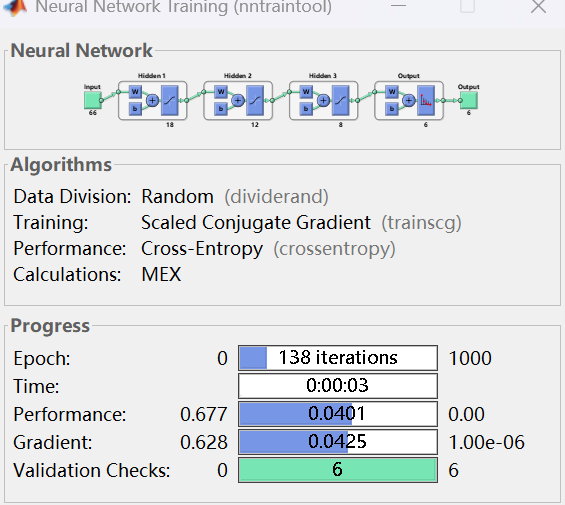 Neural Network Training (nntraintool)
Neural Network
Hidden 1 Hidden 2 Hidden 3 Output
Input Output
W W W W
b b b b
66 18 12 8 6 6
Algorithms
Data Division: Random (dividerand)
Training: Scaled Conjugate Gradient (trainscg)
Performance: Cross-Entropy (crossentropy)
Calculations: MEX
Progress
Epoch: 0 138 iterations 1000
Time: 0:00:03
Performance: 0.677 0.0401 0.00
Gradient: 0.628 0.0425 1.00e-06
Validation Checks: 0 6 6